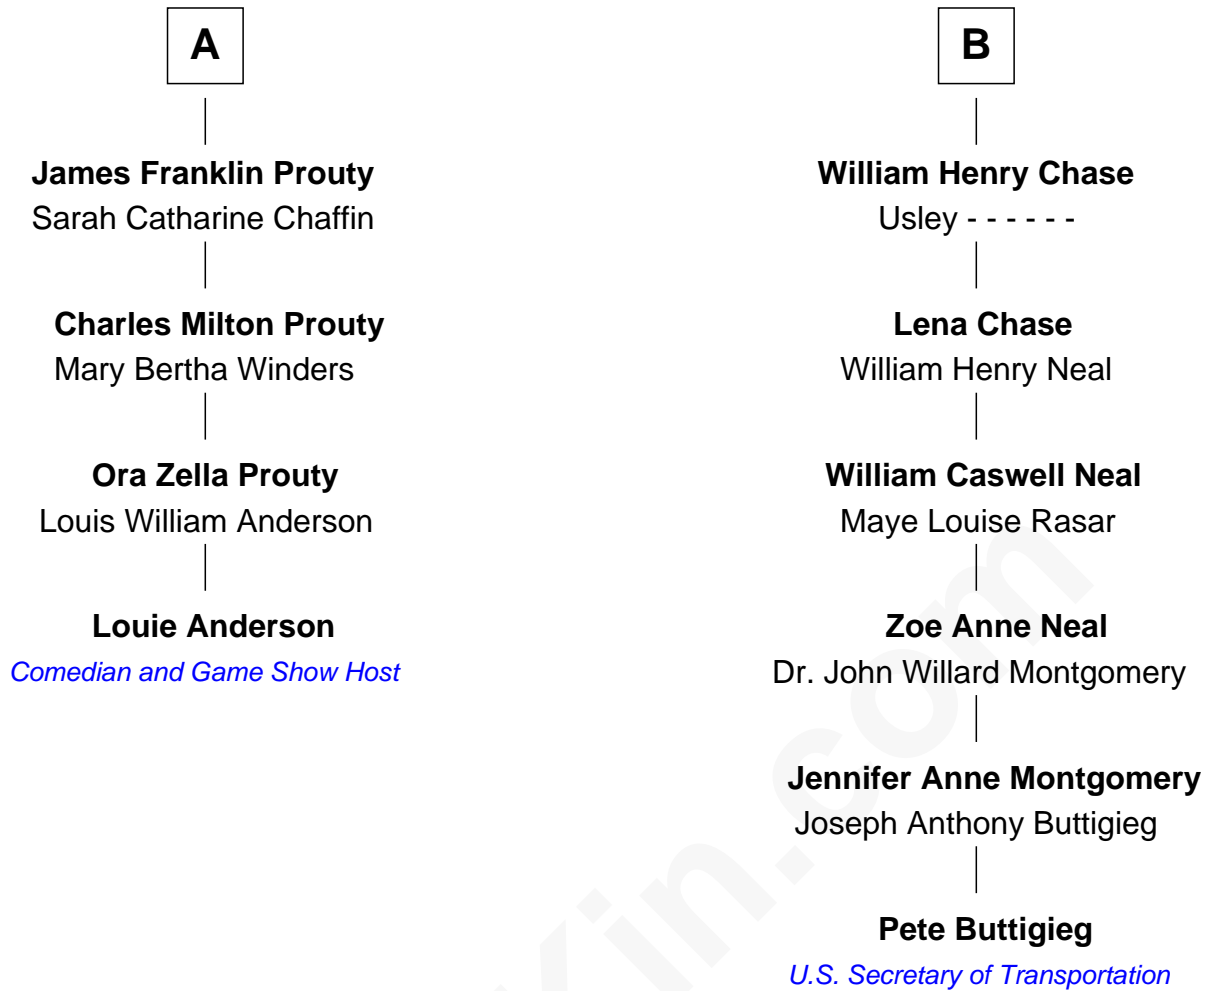 A
James Franklin Prouty
Sarah Catharine Chaffin
Charles Milton Prouty
Mary Bertha Winders
Ora Zella Prouty
Louis William Anderson
Louie Anderson
Comedian and Game Show Host
B
William Henry Chase
Usley - - - - - -
Lena Chase
William Henry Neal
William Caswell Neal
Maye Louise Rasar
Zoe Anne Neal
Dr. John Willard Montgomery
Jennifer Anne Montgomery
Joseph Anthony Buttigieg
Pete Buttigieg
U.S. Secretary of Transportation
Kin.com